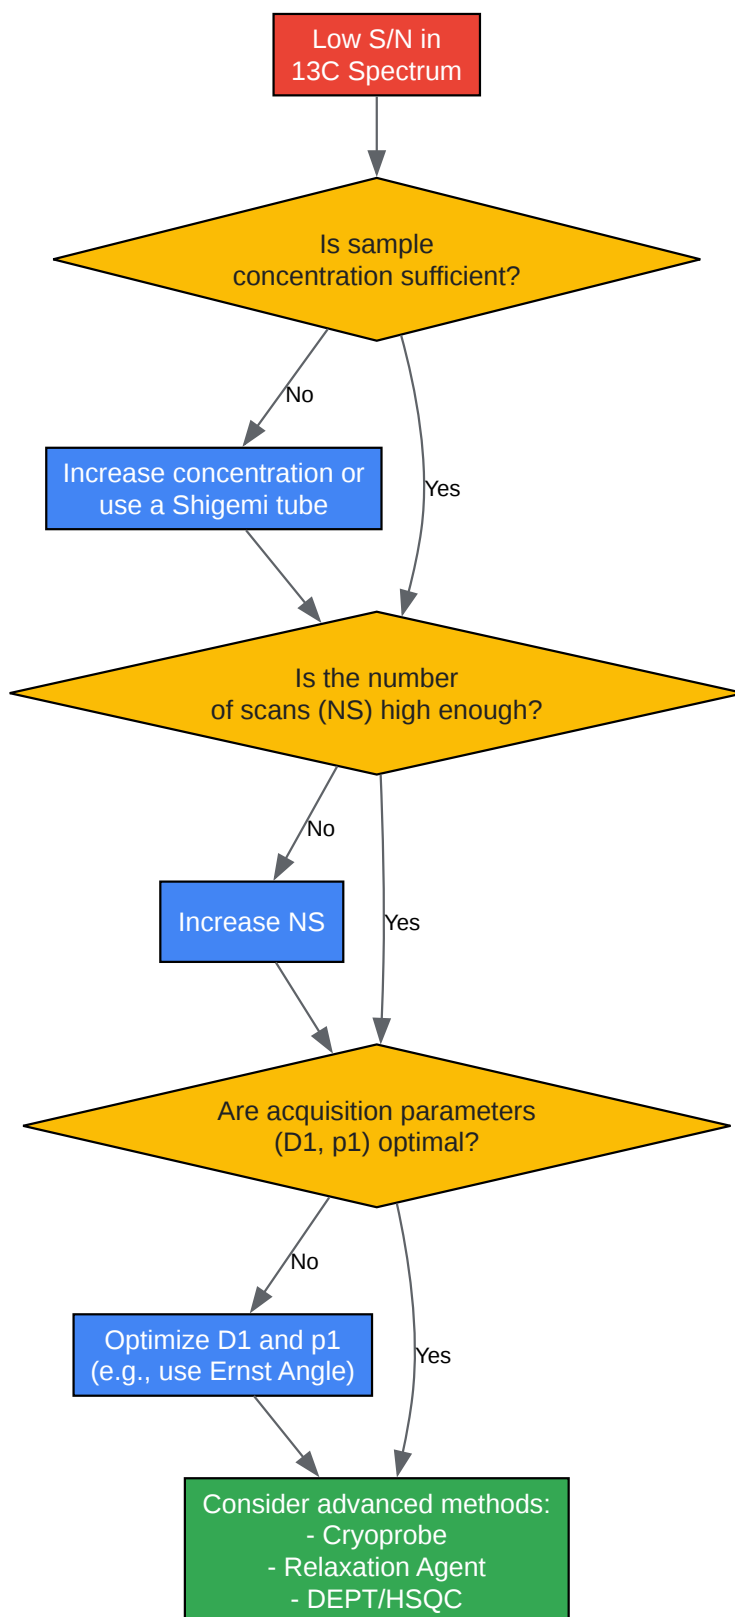 Low S/N in
13C Spectrum
Is sample
concentration sufficient?
No
Increase concentration or
use a Shigemi tube
Yes
Is the number
of scans (NS) high enough?
No
Increase NS
Yes
Are acquisition parameters
(D1, p1) optimal?
No
Optimize D1 and p1
(e.g., use Ernst Angle)
Yes
Consider advanced methods:
- Cryoprobe
- Relaxation Agent
- DEPT/HSQC